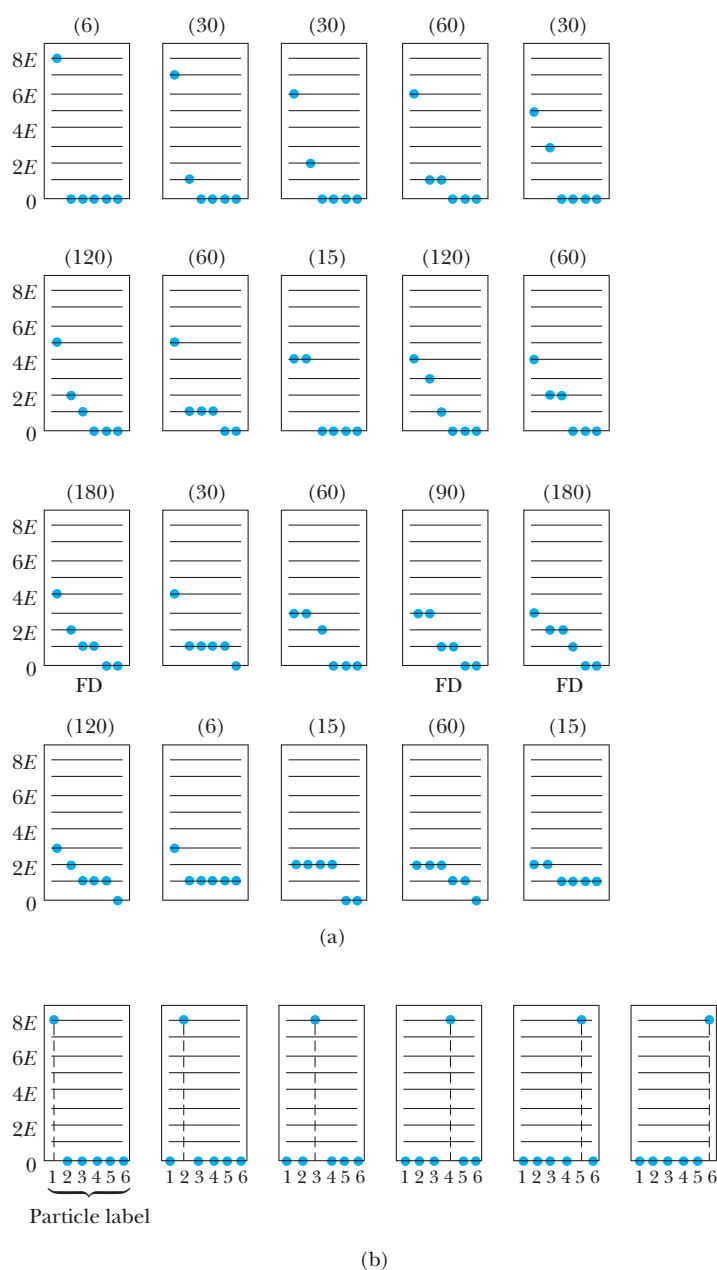 (6) (30) (30) (60) (30)
8E
6E
4E
2E
0
(120) (60) (15) (120) (60)
8E
6E
4E
2E
0
(180) (30) (60) (90) (180)
8E
6E
4E
2E
0
FD FD FD
(120) (6) (15) (60) (15)
8E
6E
4E
2E
0
(a)
8E
6E
4E
2E
0
1 2 3 4 5 6 1 2 3 4 5 6 1 2 3 4 5 6 1 2 3 4 5 6 1 2 3 4 5 6 1 2 3 4 5 6
Particle label
(b)